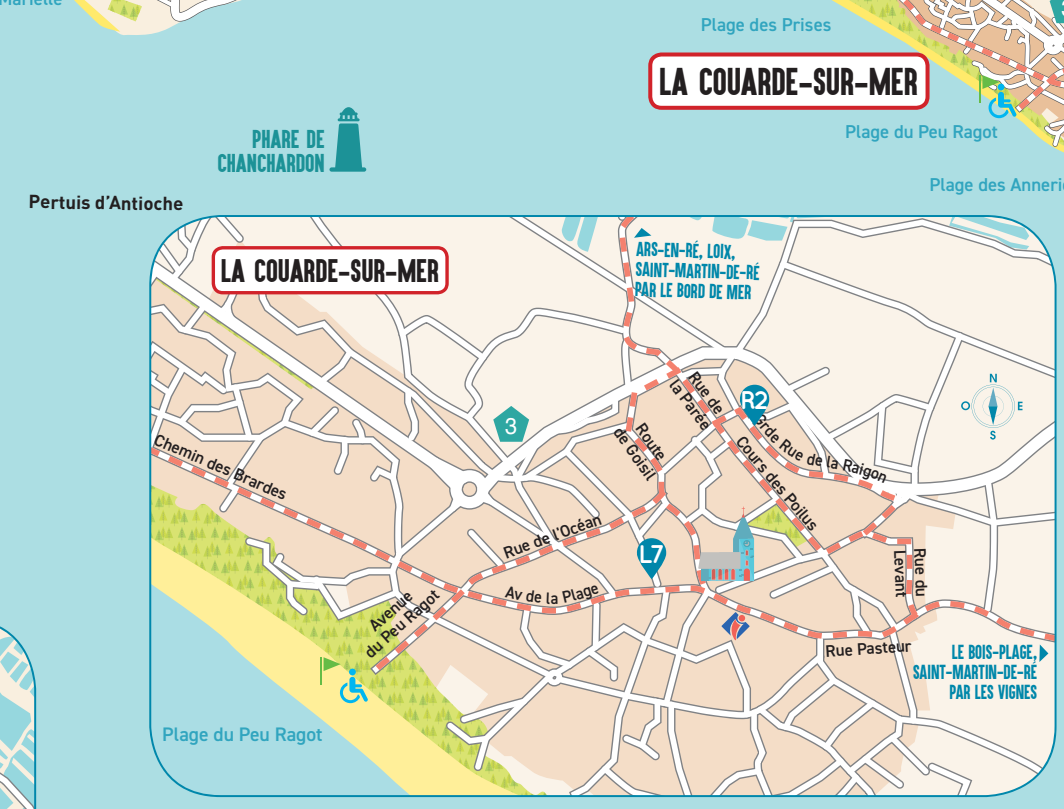 Plage des Prises
LA COUARDE-SUR-MER
Plage du Peu Ragot
PHARE DE
CHANCHARDON
Pertuis d'Antioche
LA COUARDE-SUR-MER
ARS-EN-RÉ, LOIX,
SAINT-MARTIN-DE-RÉ
PAR LE BORD DE MER
N
O
E
S
3
R2
Rue de
la Parée
Grde Rue de la Raigon
Route
de Goisil
Cours des Poilus
Chemin des Brardes
Rue de l'Océan
L7
Av de la Plage
Avenue
du Peu Ragot
Rue du
Levant
Rue Pasteur
LE BOIS-PLAGE,
SAINT-MARTIN-DE-RÉ
PAR LES VIGNES
Plage du Peu Ragot